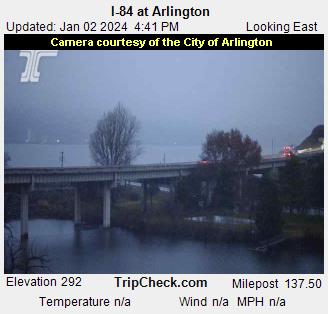 I-84 at Arlington
Updated: Jan 02 2024 4:41 PM Looking East
Camera courtesy of the City of Arlington
Elevation 292 TripCheck.com Milepost 137.50
Temperature n/a Wind n/a MPH n/a